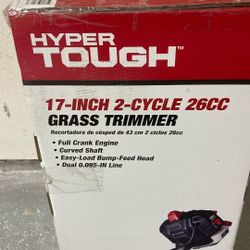 HYPER
TOUGH™
17-INCH 2-CYCLE 26CC
GRASS TRIMMER
Recortadora de césped de 43 cm 2 ciclos 26cc
• Full Crank Engine
• Curved Shaft
• Easy-Load Bump-Feed Head
• Dual 0.095-IN Line